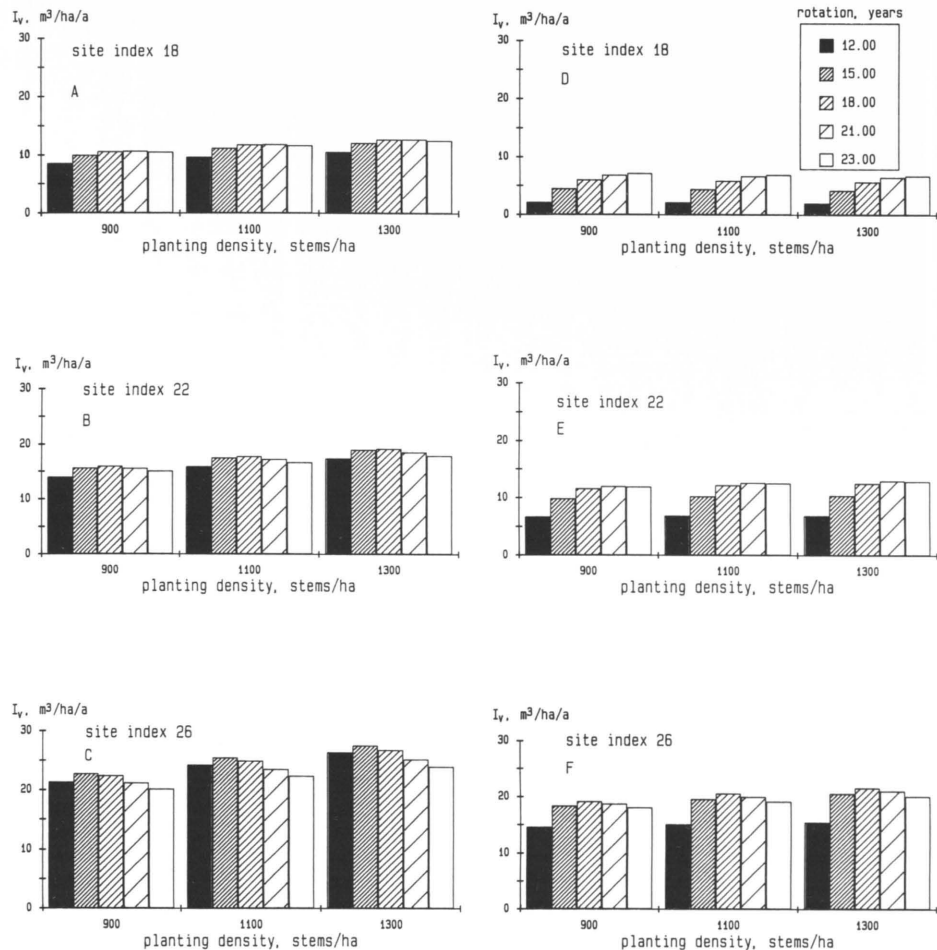 Iv, m³/ha/a
30
site index 18
A
20
10
0
900
1100
1300
planting density, stems/ha
Iv, m³/ha/a
30
site index 18
D
20
10
0
900
1100
1300
planting density, stems/ha
rotation, years
12.00
15.00
18.00
21.00
23.00
Iv, m³/ha/a
30
site index 22
B
20
10
0
900
1100
1300
planting density, stems/ha
Iv, m³/ha/a
30
site index 22
E
20
10
0
900
1100
1300
planting density, stems/ha
Iv, m³/ha/a
30
site index 26
C
20
10
0
900
1100
1300
planting density, stems/ha
Iv, m³/ha/a
30
site index 26
F
20
10
0
900
1100
1300
planting density, stems/ha